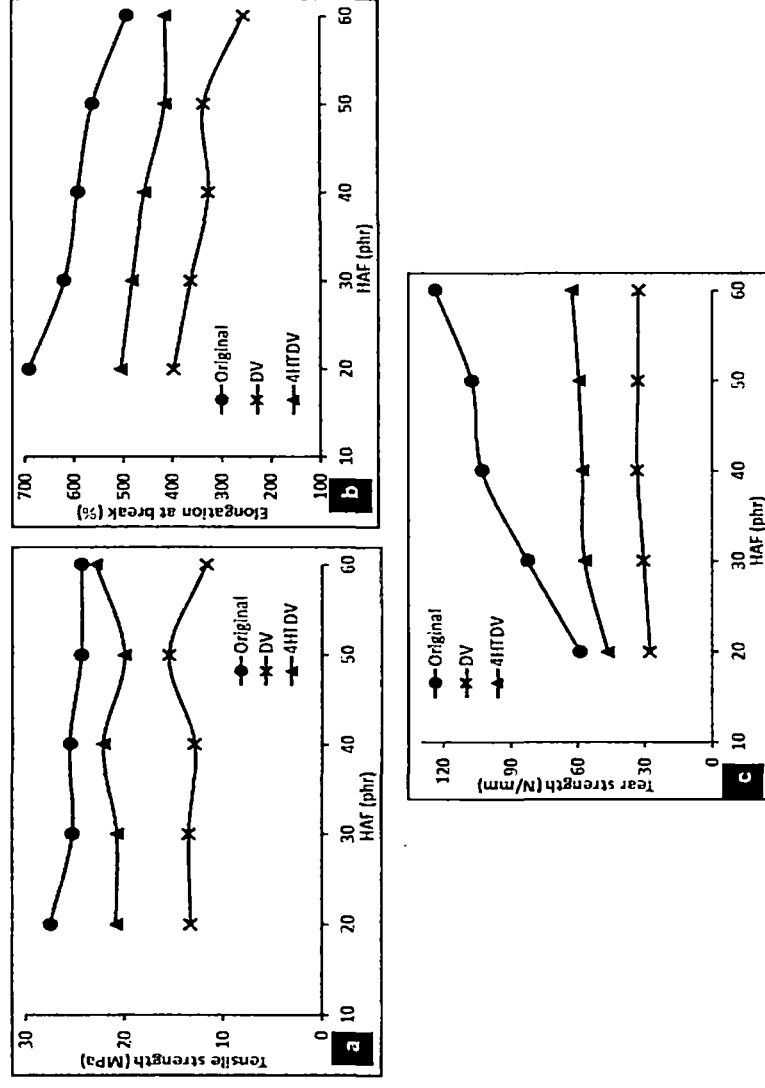 Tensile strength (MPa)
30
20
10
0
Original
DV
4HTDV
10 20 30 40 50 60
HAF (phr)
a
Elongation at break (%)
700
600
500
400
300
200
100
Original
DV
4HTDV
10 20 30 40 50 60
HAF (phr)
b
Tear strength (N/mm)
120
90
60
30
0
Original
DV
4HTDV
10 20 30 40 50 60
HAF (phr)
c